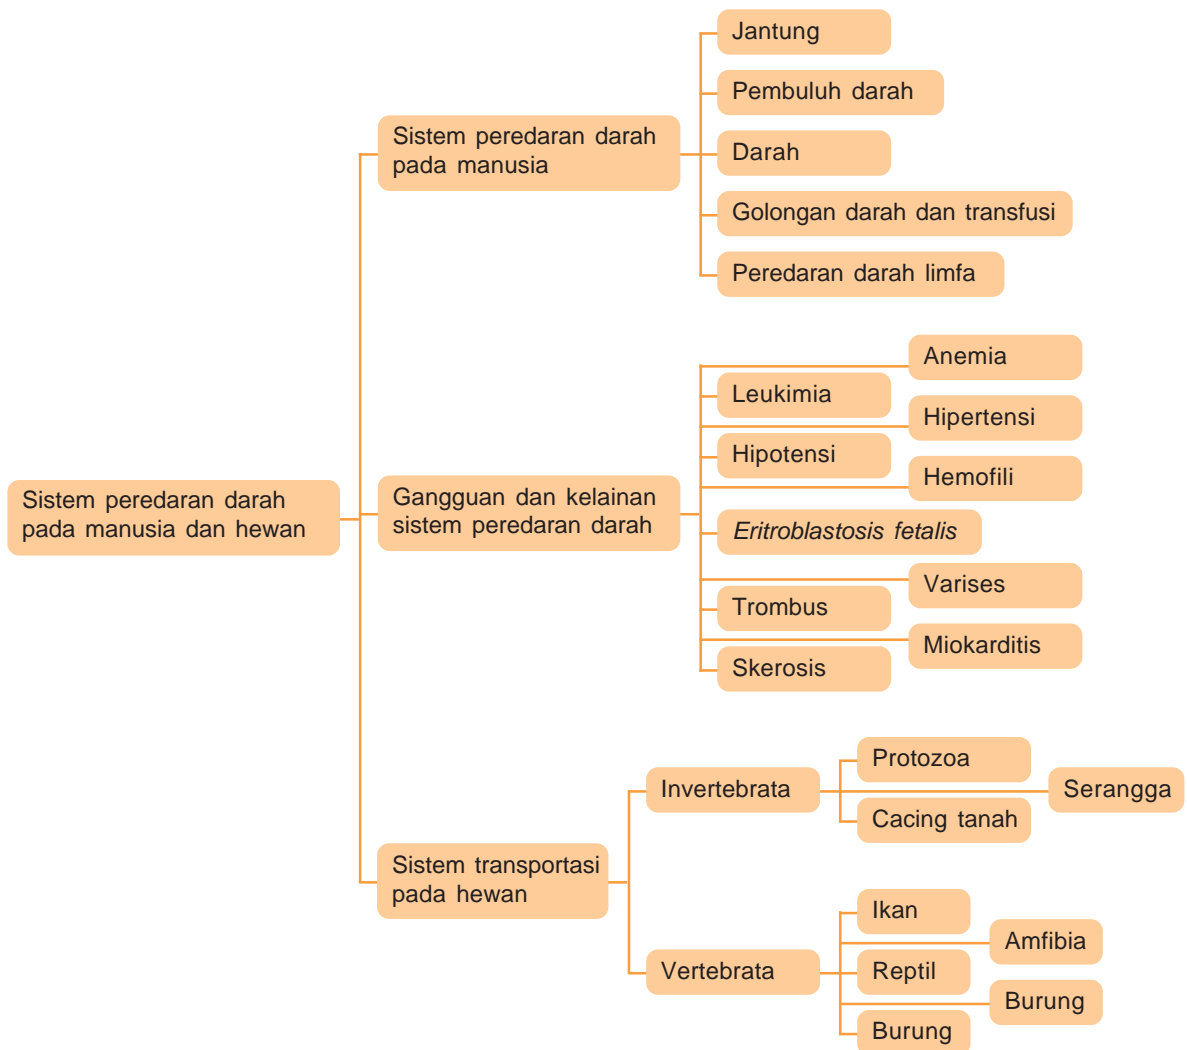 Sistem peredaran darah
pada manusia dan hewan
Sistem peredaran darah
pada manusia
Jantung
Pembuluh darah
Darah
Golongan darah dan transfusi
Peredaran darah limfa
Gangguan dan kelainan
sistem peredaran darah
Anemia
Leukimia
Hipertensi
Hipotensi
Hemofili
Eritroblastosis fetalis
Varises
Trombus
Miokarditis
Skerosis
Sistem transportasi
pada hewan
Invertebrata
Protozoa
Serangga
Cacing tanah
Vertebrata
Ikan
Amfibia
Reptil
Burung
Burung